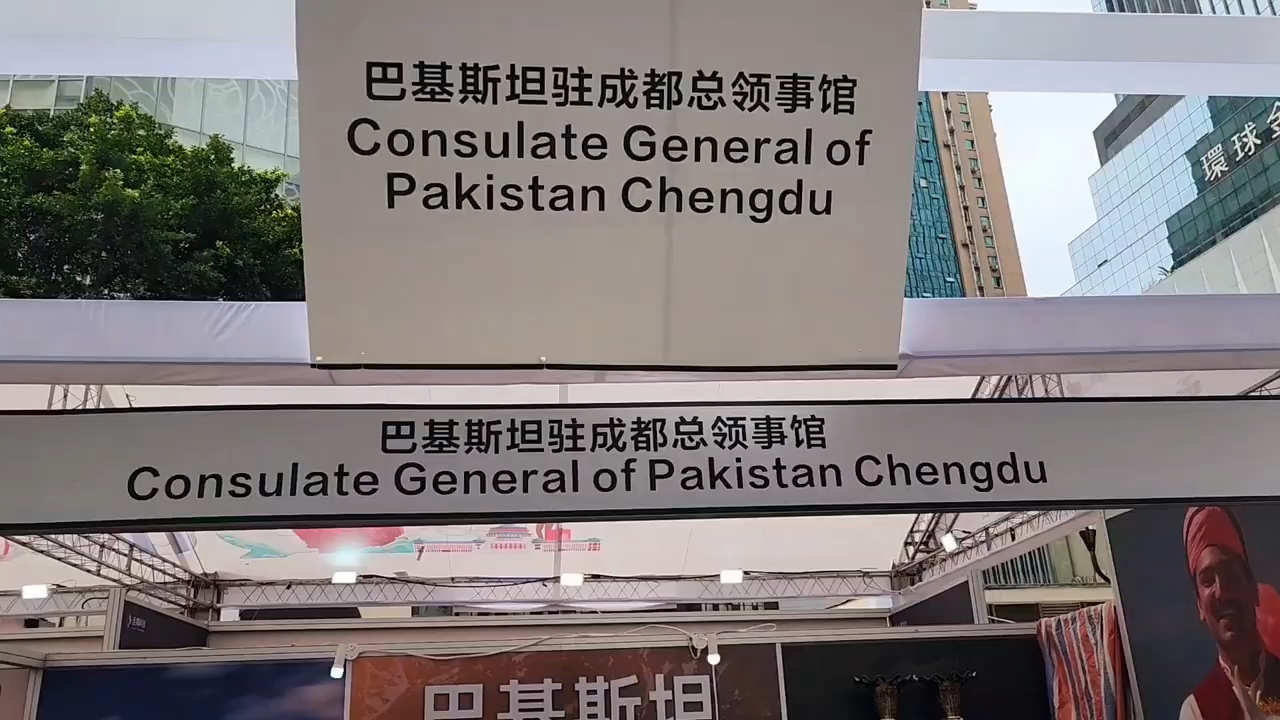 巴基斯坦驻成都总领事馆
Consulate General of
Pakistan Chengdu
環球
巴基斯坦驻成都总领事馆
Consulate General of Pakistan Chengdu
巴基斯坦